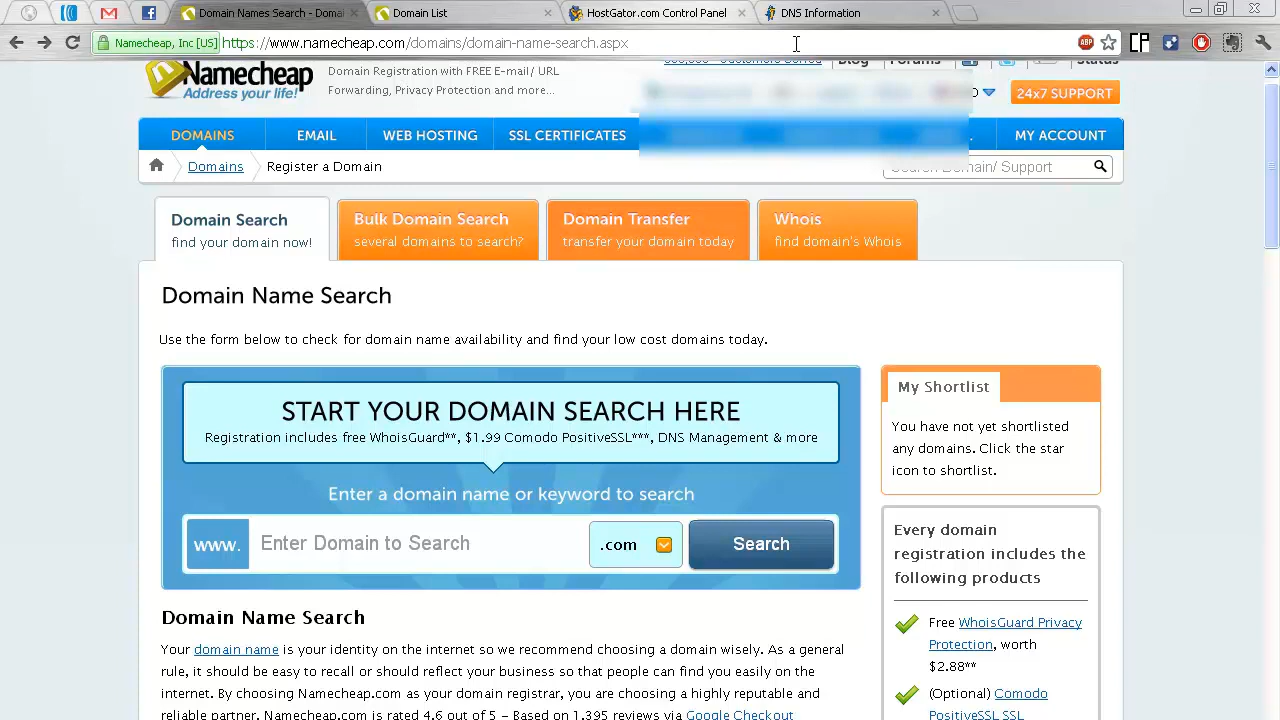 Domain Names Search - Domai
Domain List
HostGator.com Control Panel
DNS Information
Namecheap, Inc [US]
https://www.namecheap.com/domains/domain-name-search.aspx
ABP
Namecheap
Address your life!
Domain Registration with FREE E-mail/ URL
Forwarding, Privacy Protection and more...
Customers Served
Blog
Forums
Status
24x7 SUPPORT
DOMAINS
EMAIL
WEB HOSTING
SSL CERTIFICATES
MY ACCOUNT
Domains
Register a Domain
Search Domain/ Support
Domain Search
find your domain now!
Bulk Domain Search
several domains to search?
Domain Transfer
transfer your domain today
Whois
find domain's Whois
Domain Name Search
Use the form below to check for domain name availability and find your low cost domains today.
START YOUR DOMAIN SEARCH HERE
Registration includes free WhoisGuard**, $1.99 Comodo PositiveSSL***, DNS Management & more
Enter a domain name or keyword to search
www.
Enter Domain to Search
.com
Search
My Shortlist
You have not yet shortlisted
any domains. Click the star
icon to shortlist.
Every domain
registration includes the
following products
Free WhoisGuard Privacy
Protection, worth
$2.88**
(Optional) Comodo
PositiveSSL SSL
Domain Name Search
Your domain name is your identity on the internet so we recommend choosing a domain wisely. As a general
rule, it should be easy to recall or should reflect your business so that people can find you easily on the
internet. By choosing Namecheap.com as your domain registrar, you are choosing a highly reputable and
reliable partner. Namecheap.com is rated 4.6 out of 5 - Based on 1,395 reviews via Google Checkout